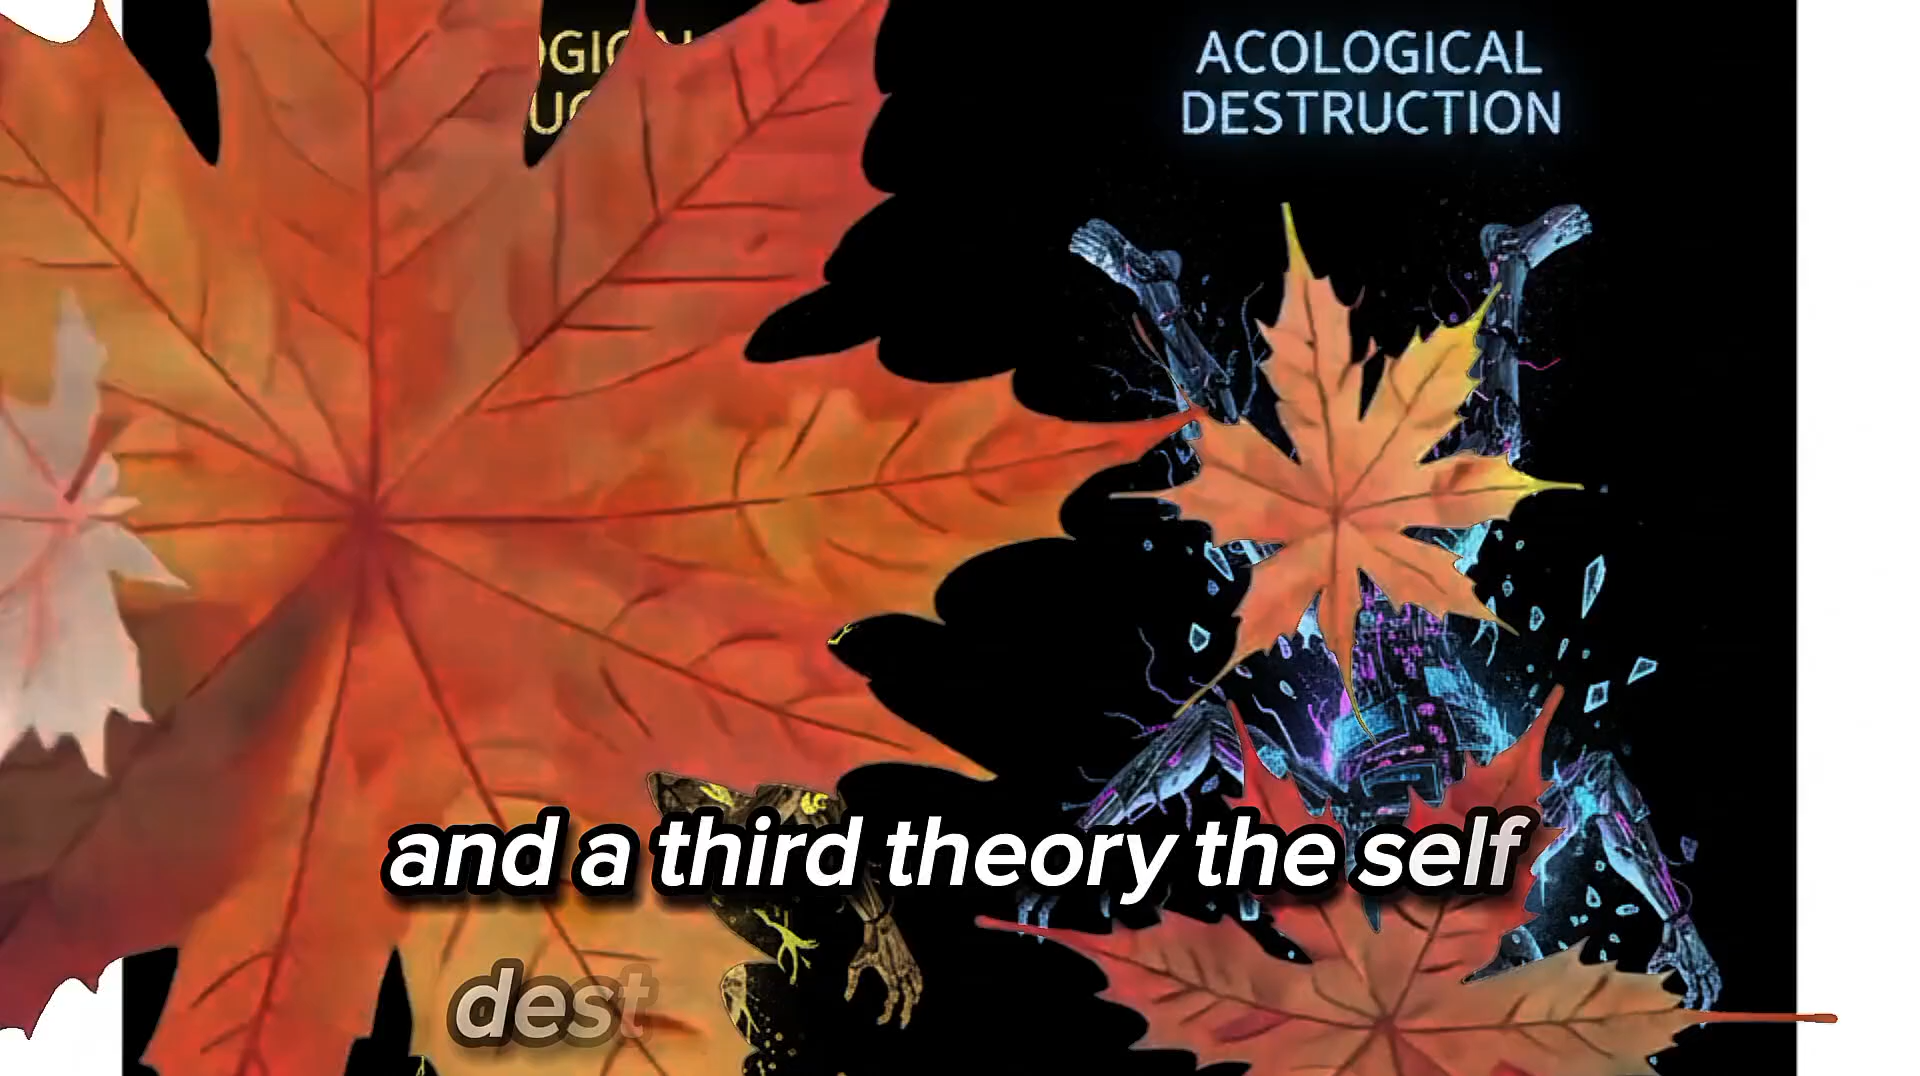 ACOLOGICAL
DESTRUCTION
and a third theory the self
dest